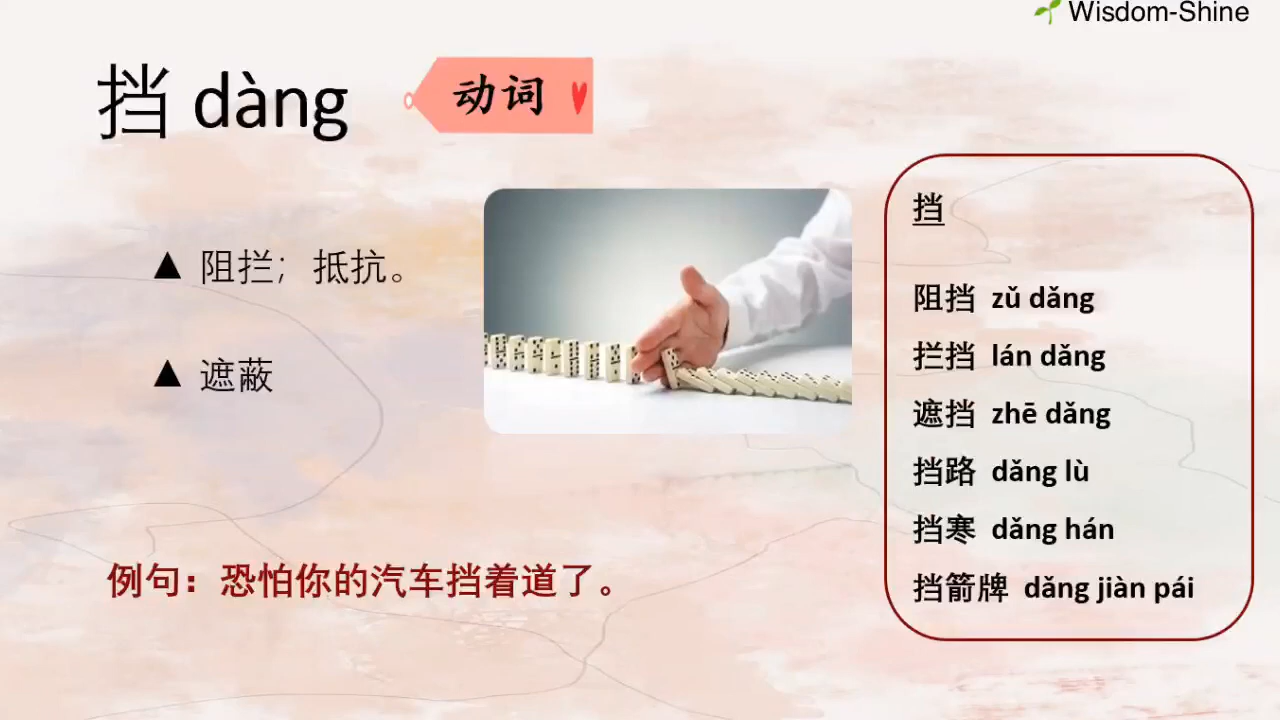 Wisdom-Shine
挡 dàng
动词
▲ 阻拦；抵抗。
▲ 遮蔽
例句：恐怕你的汽车挡着道了。
挡
阻挡 zǔ dǎng
拦挡 lán dǎng
遮挡 zhē dǎng
挡路 dǎng lù
挡寒 dǎng hán
挡箭牌 dǎng jiàn pái